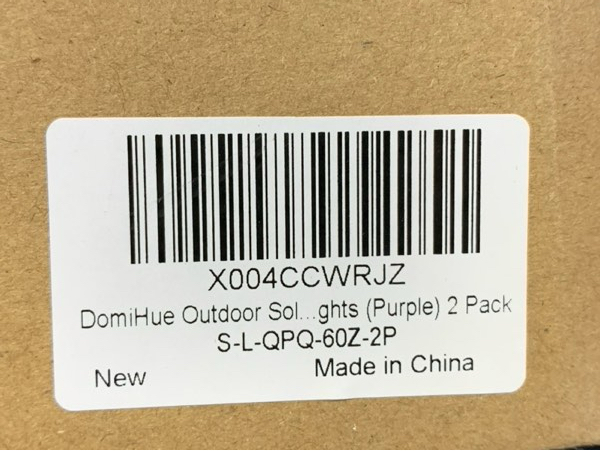 X004CCWRJZ
DomiHue Outdoor Sol...ghts (Purple) 2 Pack
S-L-QPQ-60Z-2P
New Made in China